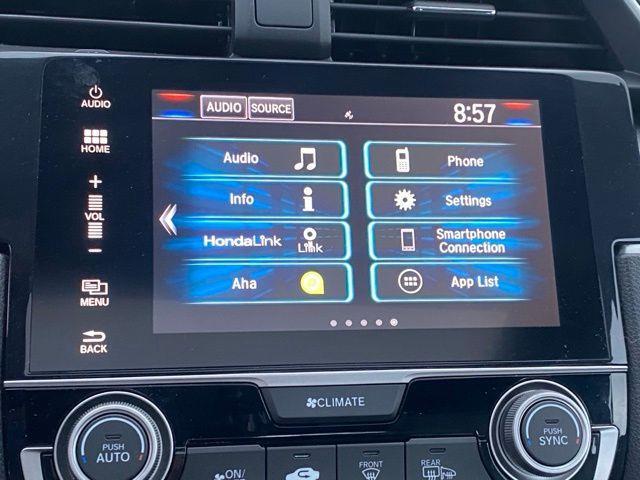 AUDIO
HOME
+
VOL
−
MENU
BACK
AUDIO SOURCE 8:57
Audio Phone
Info Settings
HondaLink Link Smartphone Connection
Aha App List
CLIMATE
PUSH AUTO
ON/
FRONT
REAR
PUSH SYNC